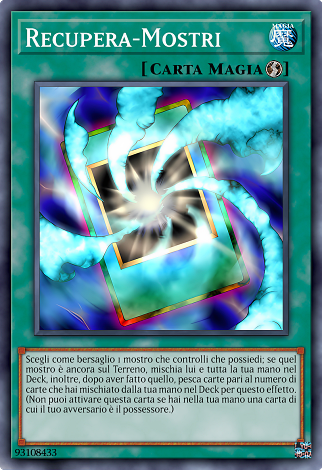 Recupera-Mostri
MAGIA
[Carta Magia]
Scegli come bersaglio 1 mostro che controlli che possiedi; se quel
mostro è ancora sul Terreno, mischia lui e tutta la tua mano nel
Deck, inoltre, dopo aver fatto quello, pesca carte pari al numero di
carte che hai mischiato dalla tua mano nel Deck per questo effetto.
(Non puoi attivare questa carta se hai nella tua mano una carta di
cui il tuo avversario è il possessore.)
93108433